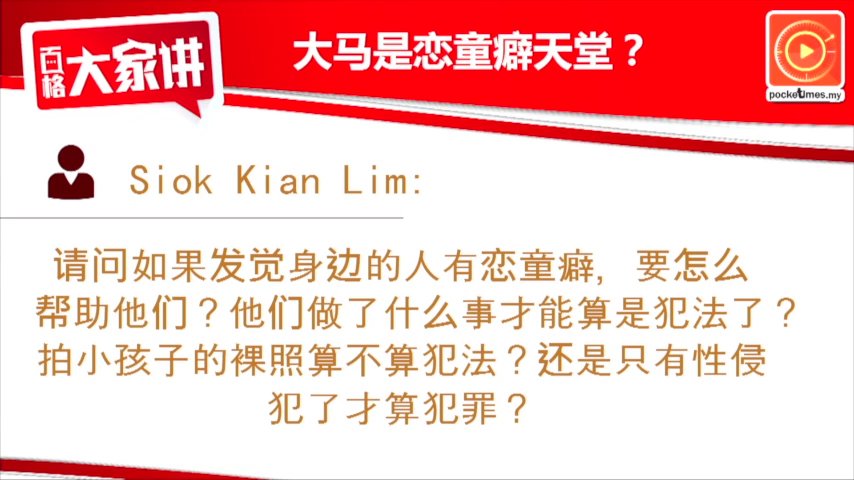 百格
大家讲
大马是恋童癖天堂？
pocketimes.my
Siok Kian Lim:
请问如果发觉身边的人有恋童癖，要怎么
帮助他们？他们做了什么事才能算是犯法了？
拍小孩子的裸照算不算犯法？还是只有性侵
犯了才算犯罪？